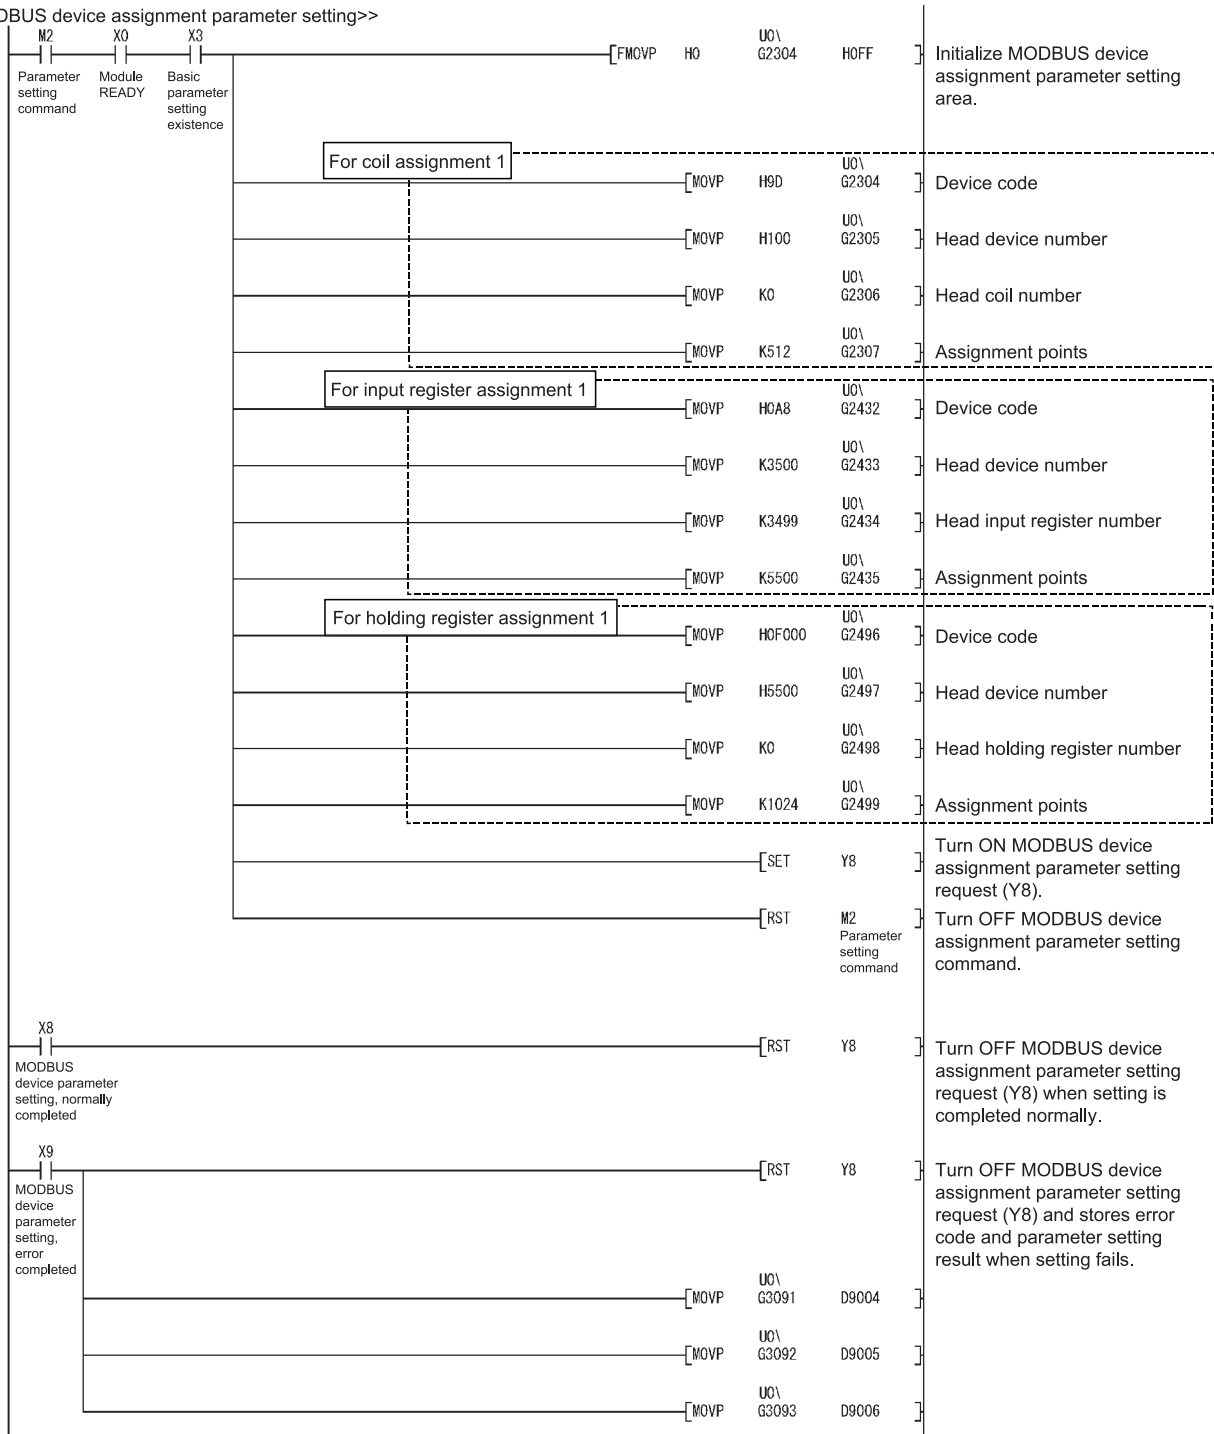 DBUS device assignment parameter setting>>
M2 X0 X3
U0\
FMOVP H0 G2304 H0FF
Initialize MODBUS device
assignment parameter setting
area.
Parameter
setting
command
Module
READY
Basic
parameter
setting
existence
For coil assignment 1
U0\
MOVP H9D G2304 Device code
U0\
MOVP H100 G2305 Head device number
U0\
MOVP K0 G2306 Head coil number
U0\
MOVP K512 G2307 Assignment points
For input register assignment 1
U0\
MOVP H0A8 G2432 Device code
U0\
MOVP K3500 G2433 Head device number
U0\
MOVP K3499 G2434 Head input register number
U0\
MOVP K5500 G2435 Assignment points
For holding register assignment 1
U0\
MOVP H0F000 G2496 Device code
U0\
MOVP H5500 G2497 Head device number
U0\
MOVP K0 G2498 Head holding register number
U0\
MOVP K1024 G2499 Assignment points
SET Y8
Turn ON MODBUS device
assignment parameter setting
request (Y8).
RST M2
Parameter
setting
command
Turn OFF MODBUS device
assignment parameter setting
command.
X8
MODBUS
device parameter
setting, normally
completed
RST Y8
Turn OFF MODBUS device
assignment parameter setting
request (Y8) when setting is
completed normally.
X9
MODBUS
device
parameter
setting,
error
completed
RST Y8
Turn OFF MODBUS device
assignment parameter setting
request (Y8) and stores error
code and parameter setting
result when setting fails.
U0\
MOVP G3091 D9004
U0\
MOVP G3092 D9005
U0\
MOVP G3093 D9006